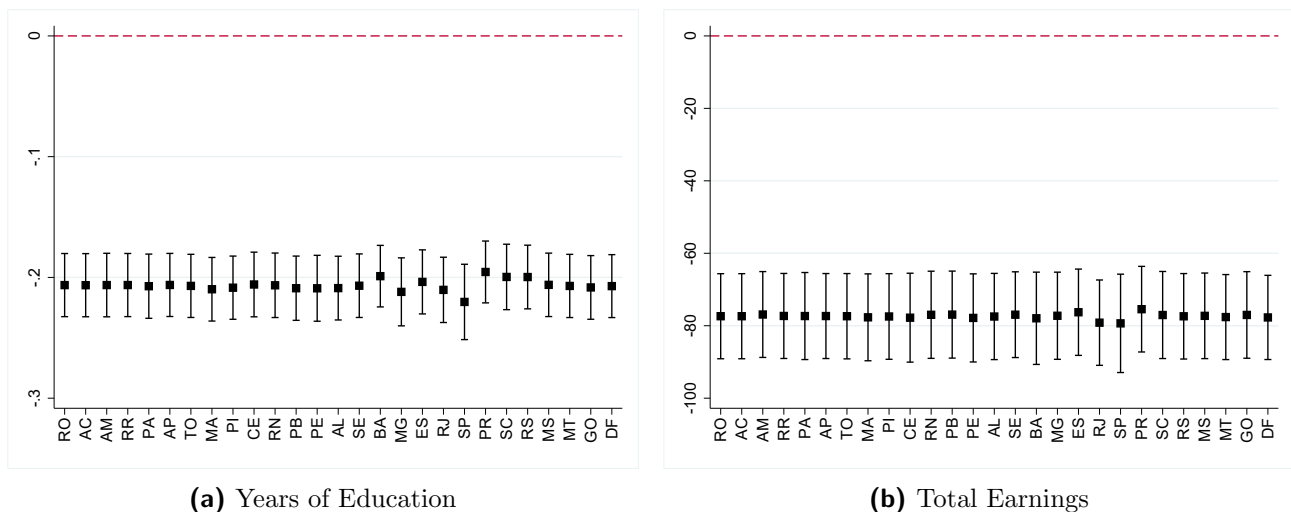 0
-.1
-.2
-.3
RO AC AM RR PA AP TO MA PI CE RN PB PE AL SE BA MG ES RJ SP PR SC RS MS MT GO DF
(a) Years of Education
0
-20
-40
-60
-80
-100
RO AC AM RR PA AP TO MA PI CE RN PB PE AL SE BA MG ES RJ SP PR SC RS MS MT GO DF
(b) Total Earnings